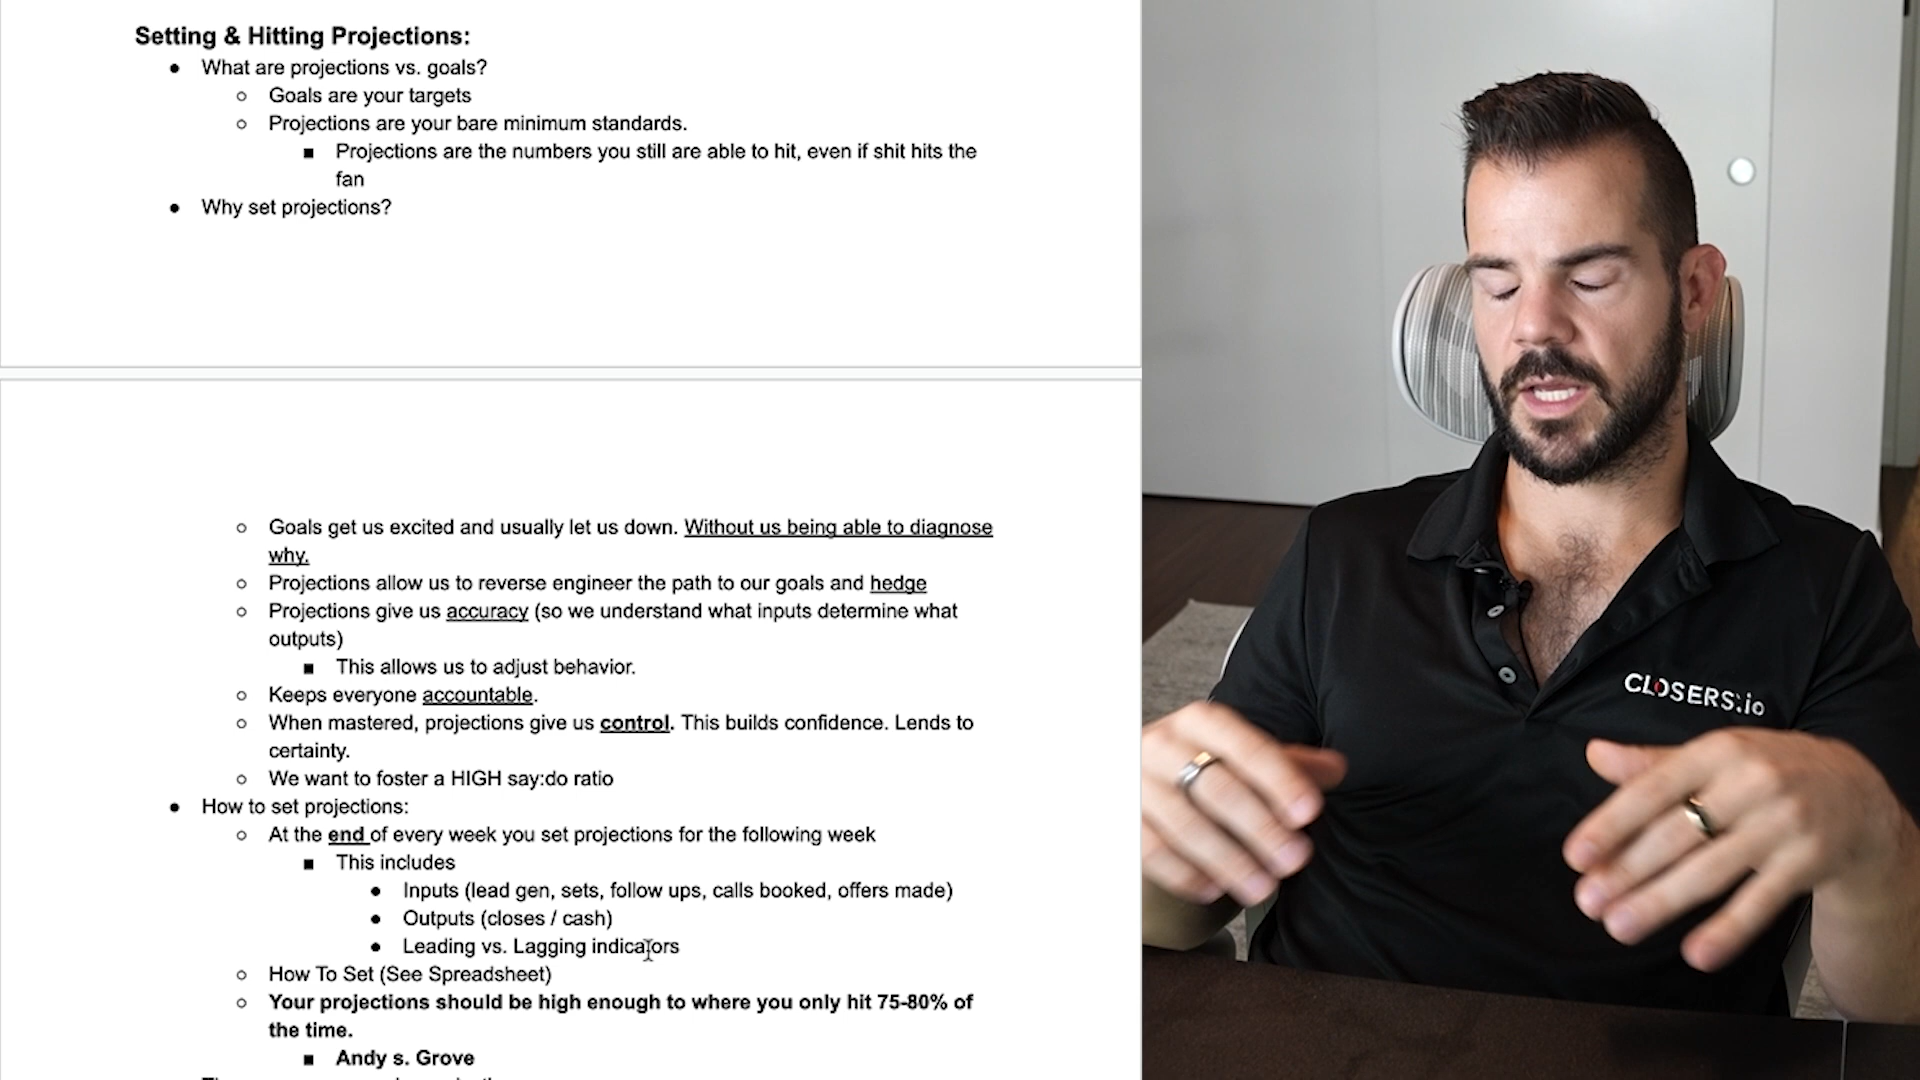 Setting & Hitting Projections:
● What are projections vs. goals?
○ Goals are your targets
○ Projections are your bare minimum standards.
■ Projections are the numbers you still are able to hit, even if shit hits the
fan
● Why set projections?
○ Goals get us excited and usually let us down. Without us being able to diagnose
why.
○ Projections allow us to reverse engineer the path to our goals and hedge
○ Projections give us accuracy (so we understand what inputs determine what
outputs)
■ This allows us to adjust behavior.
○ Keeps everyone accountable.
○ When mastered, projections give us control. This builds confidence. Lends to
certainty.
○ We want to foster a HIGH say:do ratio
● How to set projections:
○ At the end of every week you set projections for the following week
■ This includes
● Inputs (lead gen, sets, follow ups, calls booked, offers made)
● Outputs (closes / cash)
● Leading vs. Lagging indicators
○ How To Set (See Spreadsheet)
○ Your projections should be high enough to where you only hit 75-80% of
the time.
■ Andy s. Grove
CLOSERS.io